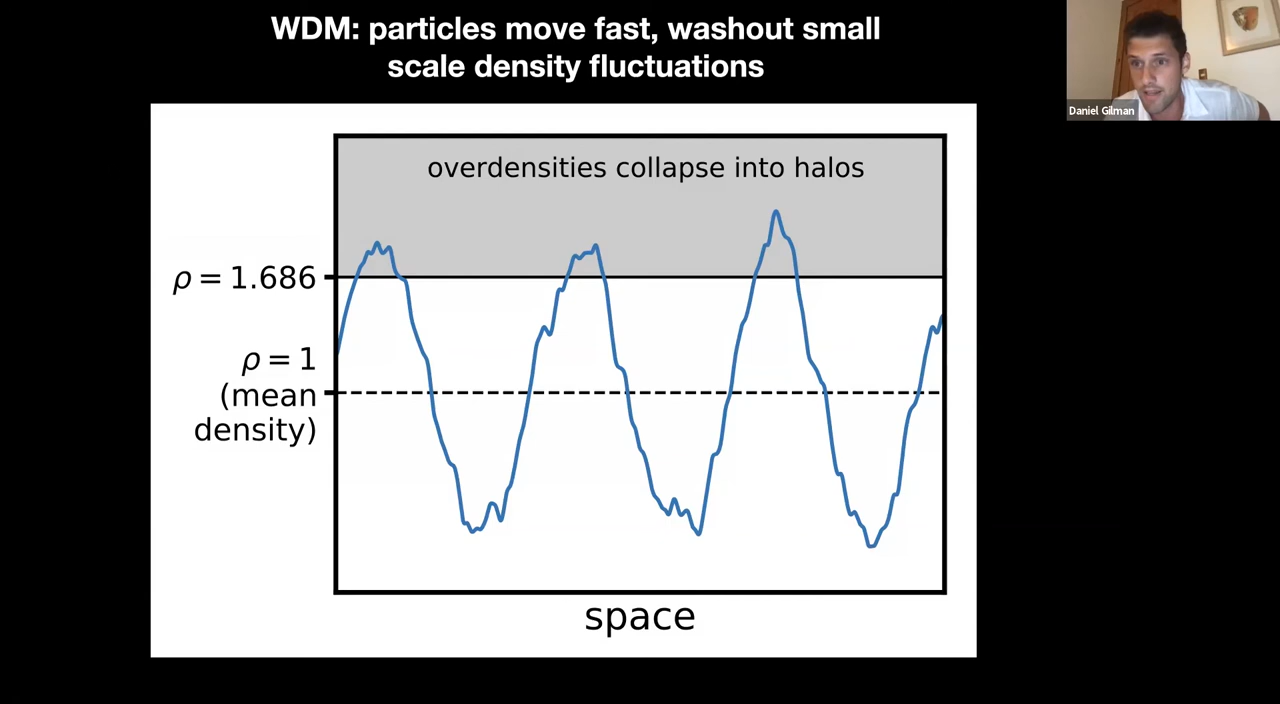 WDM: particles move fast, washout small
scale density fluctuations
Daniel Gilman
overdensities collapse into halos
ρ = 1.686
ρ = 1
(mean
density)
space